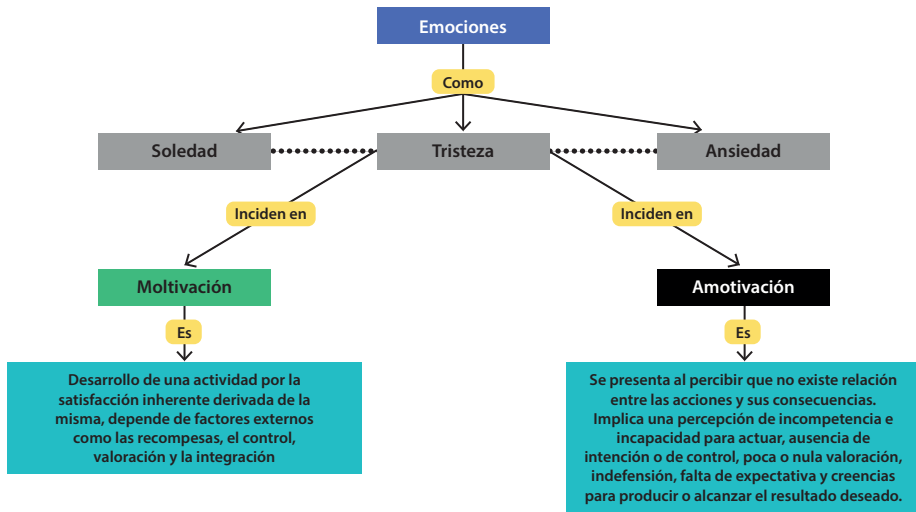 Emociones
Como
Soledad
Tristeza
Ansiedad
Inciden en
Inciden en
Moltivación
Amotivación
Es
Es
Desarrollo de una actividad por la
satisfacción inherente derivada de la
misma, depende de factores externos
como las recompesas, el control,
valoración y la integración
Se presenta al percibir que no existe relación
entre las acciones y sus consecuencias.
Implica una percepción de incompetencia e
incapacidad para actuar, ausencia de
intención o de control, poca o nula valoración,
indefensión, falta de expectativa y creencias
para producir o alcanzar el resultado deseado.